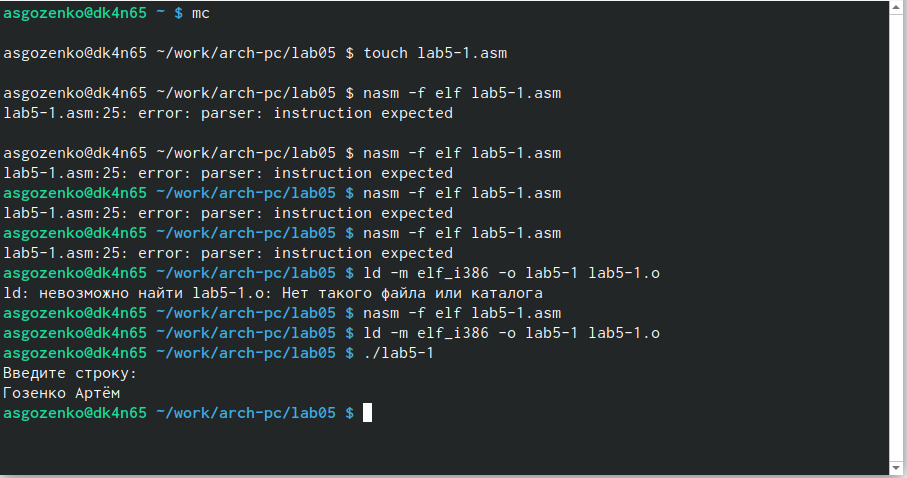 asgozenko@dk4n65 ~ $ mc
asgozenko@dk4n65 ~/work/arch-pc/lab05 $ touch lab5-1.asm
asgozenko@dk4n65 ~/work/arch-pc/lab05 $ nasm -f elf lab5-1.asm
lab5-1.asm:25: error: parser: instruction expected
asgozenko@dk4n65 ~/work/arch-pc/lab05 $ nasm -f elf lab5-1.asm
lab5-1.asm:25: error: parser: instruction expected
asgozenko@dk4n65 ~/work/arch-pc/lab05 $ nasm -f elf lab5-1.asm
lab5-1.asm:25: error: parser: instruction expected
asgozenko@dk4n65 ~/work/arch-pc/lab05 $ nasm -f elf lab5-1.asm
lab5-1.asm:25: error: parser: instruction expected
asgozenko@dk4n65 ~/work/arch-pc/lab05 $ ld -m elf_i386 -o lab5-1 lab5-1.o
ld: невозможно найти lab5-1.o: Нет такого файла или каталога
asgozenko@dk4n65 ~/work/arch-pc/lab05 $ nasm -f elf lab5-1.asm
asgozenko@dk4n65 ~/work/arch-pc/lab05 $ ld -m elf_i386 -o lab5-1 lab5-1.o
asgozenko@dk4n65 ~/work/arch-pc/lab05 $ ./lab5-1
Введите строку:
Гозенко Артём
asgozenko@dk4n65 ~/work/arch-pc/lab05 $